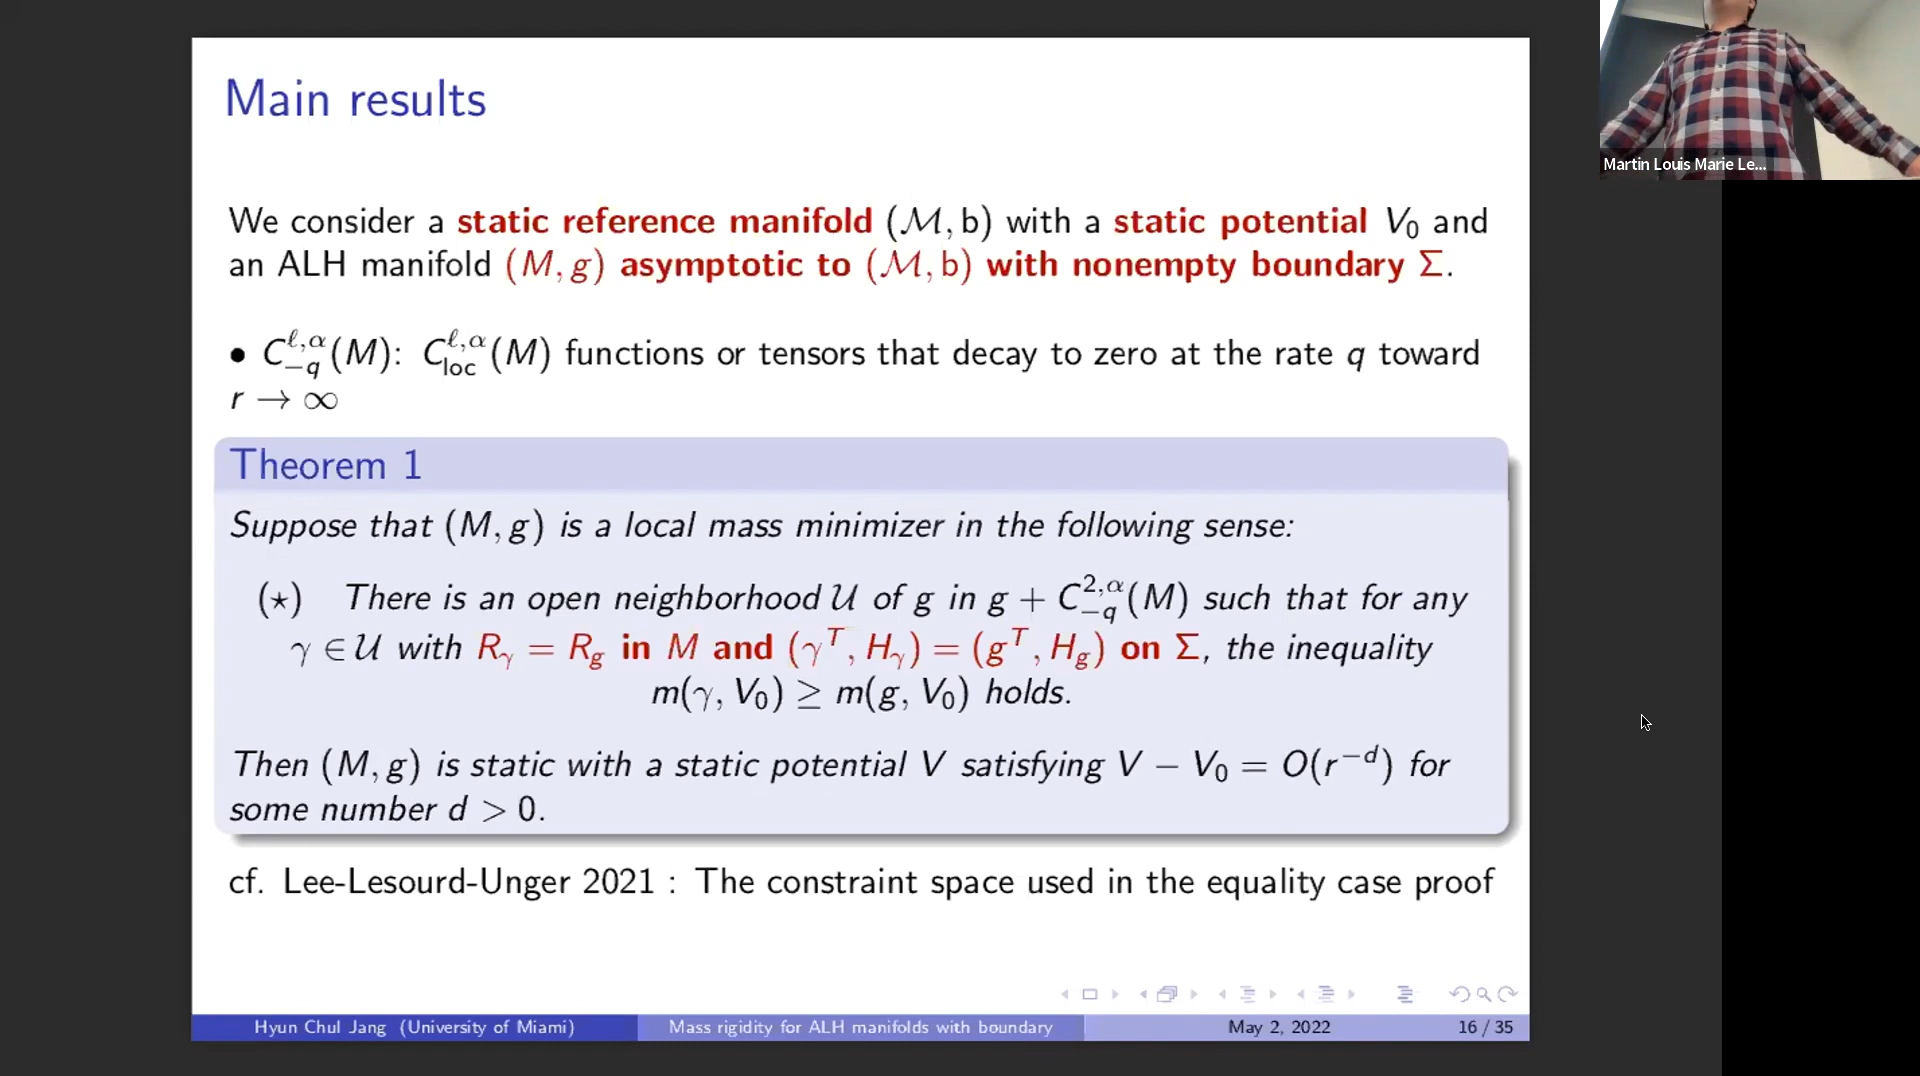 Main results
We consider a static reference manifold (ℳ, b) with a static potential V₀ and
an ALH manifold (M, g) asymptotic to (ℳ, b) with nonempty boundary Σ.
• C^{ℓ,α}_{−q}(M): C^{ℓ,α}_{loc}(M) functions or tensors that decay to zero at the rate q toward
r → ∞
Theorem 1
Suppose that (M, g) is a local mass minimizer in the following sense:
(⋆) There is an open neighborhood 𝒰 of g in g + C^{2,α}_{−q}(M) such that for any
γ ∈ 𝒰 with R_γ = R_g in M and (γ^T, H_γ) = (g^T, H_g) on Σ, the inequality
m(γ, V₀) ≥ m(g, V₀) holds.
Then (M, g) is static with a static potential V satisfying V − V₀ = O(r^{−d}) for
some number d > 0.
cf. Lee-Lesourd-Unger 2021 : The constraint space used in the equality case proof
Hyun Chul Jang (University of Miami) Mass rigidity for ALH manifolds with boundary May 2, 2022 16 / 35
Martin Louis Marie Le...